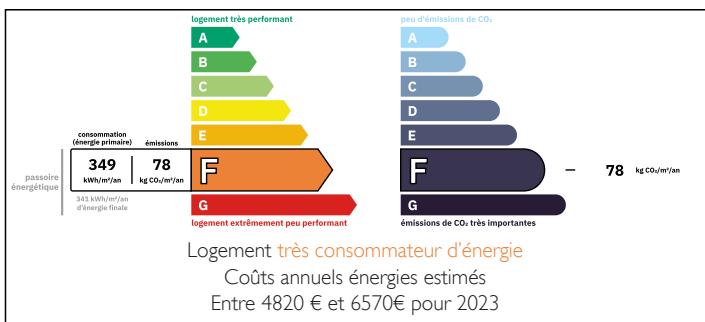 logement très performant
A
B
C
D
E
F
G
logement extrêmement peu performant
consommation
(énergie primaire)
émissions
349
kWh/m²/an
78
kg CO₂/m²/an
passoire
énergétique
341 kWh/m²/an
d'énergie finale
peu d'émissions de CO₂
A
B
C
D
E
F
G
émissions de CO₂ très importantes
78 kg CO₂/m²/an
Logement très consommateur d'énergie
Coûts annuels énergies estimés
Entre 4820 € et 6570€ pour 2023